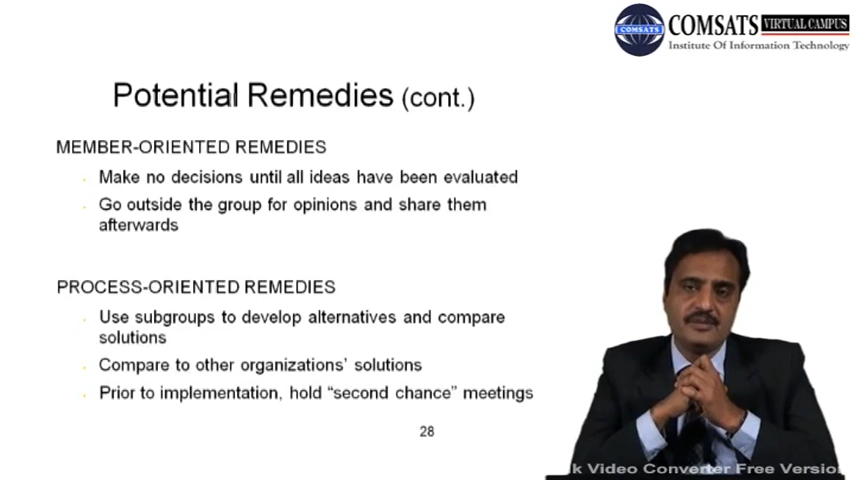 COMSATS VIRTUAL CAMPUS
COMSATS
Institute Of Information Technology
Potential Remedies (cont.)
MEMBER-ORIENTED REMEDIES
Make no decisions until all ideas have been evaluated
Go outside the group for opinions and share them
afterwards
PROCESS-ORIENTED REMEDIES
Use subgroups to develop alternatives and compare
solutions
Compare to other organizations' solutions
Prior to implementation, hold “second chance” meetings
28
k Video Converter Free Version